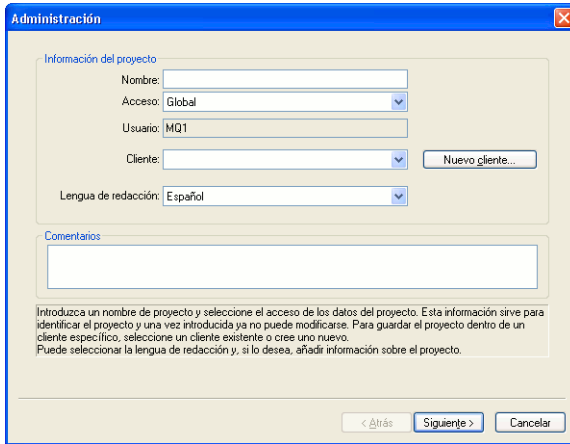 Administración
Información del proyecto
Nombre:
Acceso: Global
Usuario: MQ1
Cliente: Nuevo cliente...
Lengua de redacción: Español
Comentarios
Introduzca un nombre de proyecto y seleccione el acceso de los datos del proyecto. Esta información sirve para
identificar el proyecto y una vez introducida ya no puede modificarse. Para guardar el proyecto dentro de un
cliente específico, seleccione un cliente existente o cree uno nuevo.
Puede seleccionar la lengua de redacción y, si lo desea, añadir información sobre el proyecto.
< Atrás Siguiente > Cancelar